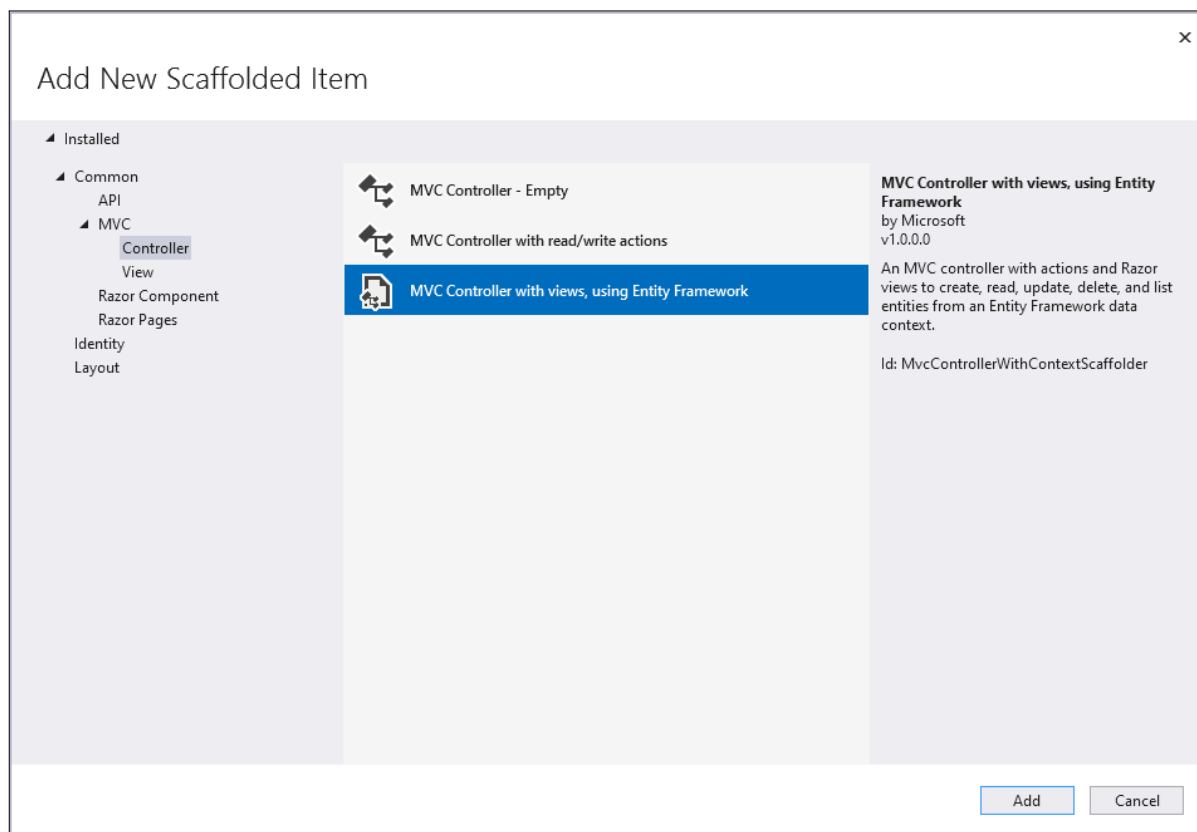 Add New Scaffolded Item
Installed
Common
API
MVC
Controller
View
Razor Component
Razor Pages
Identity
Layout
MVC Controller - Empty
MVC Controller with read/write actions
MVC Controller with views, using Entity Framework
MVC Controller with views, using Entity
Framework
by Microsoft
v1.0.0.0
An MVC controller with actions and Razor
views to create, read, update, delete, and list
entities from an Entity Framework data
context.
Id: MvcControllerWithContextScaffolder
Add
Cancel